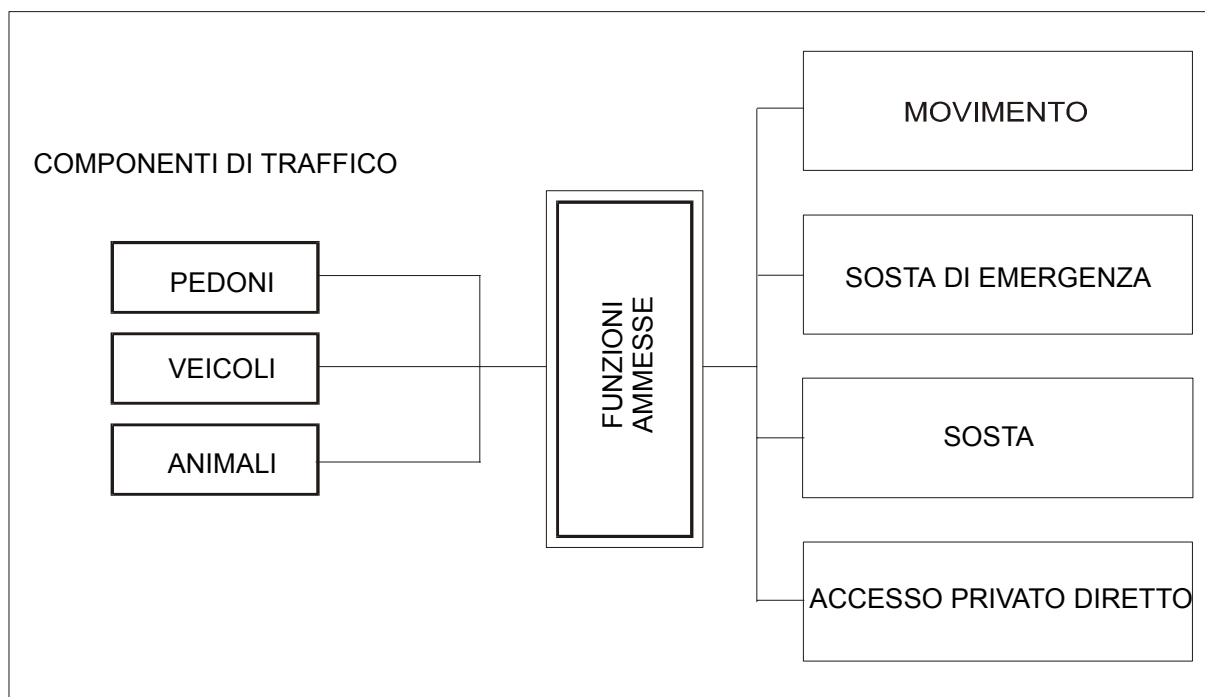 COMPONENTI DI TRAFFICO
PEDONI
VEICOLI
ANIMALI
FUNZIONI
AMMESSE
MOVIMENTO
SOSTA DI EMERGENZA
SOSTA
ACCESSO PRIVATO DIRETTO